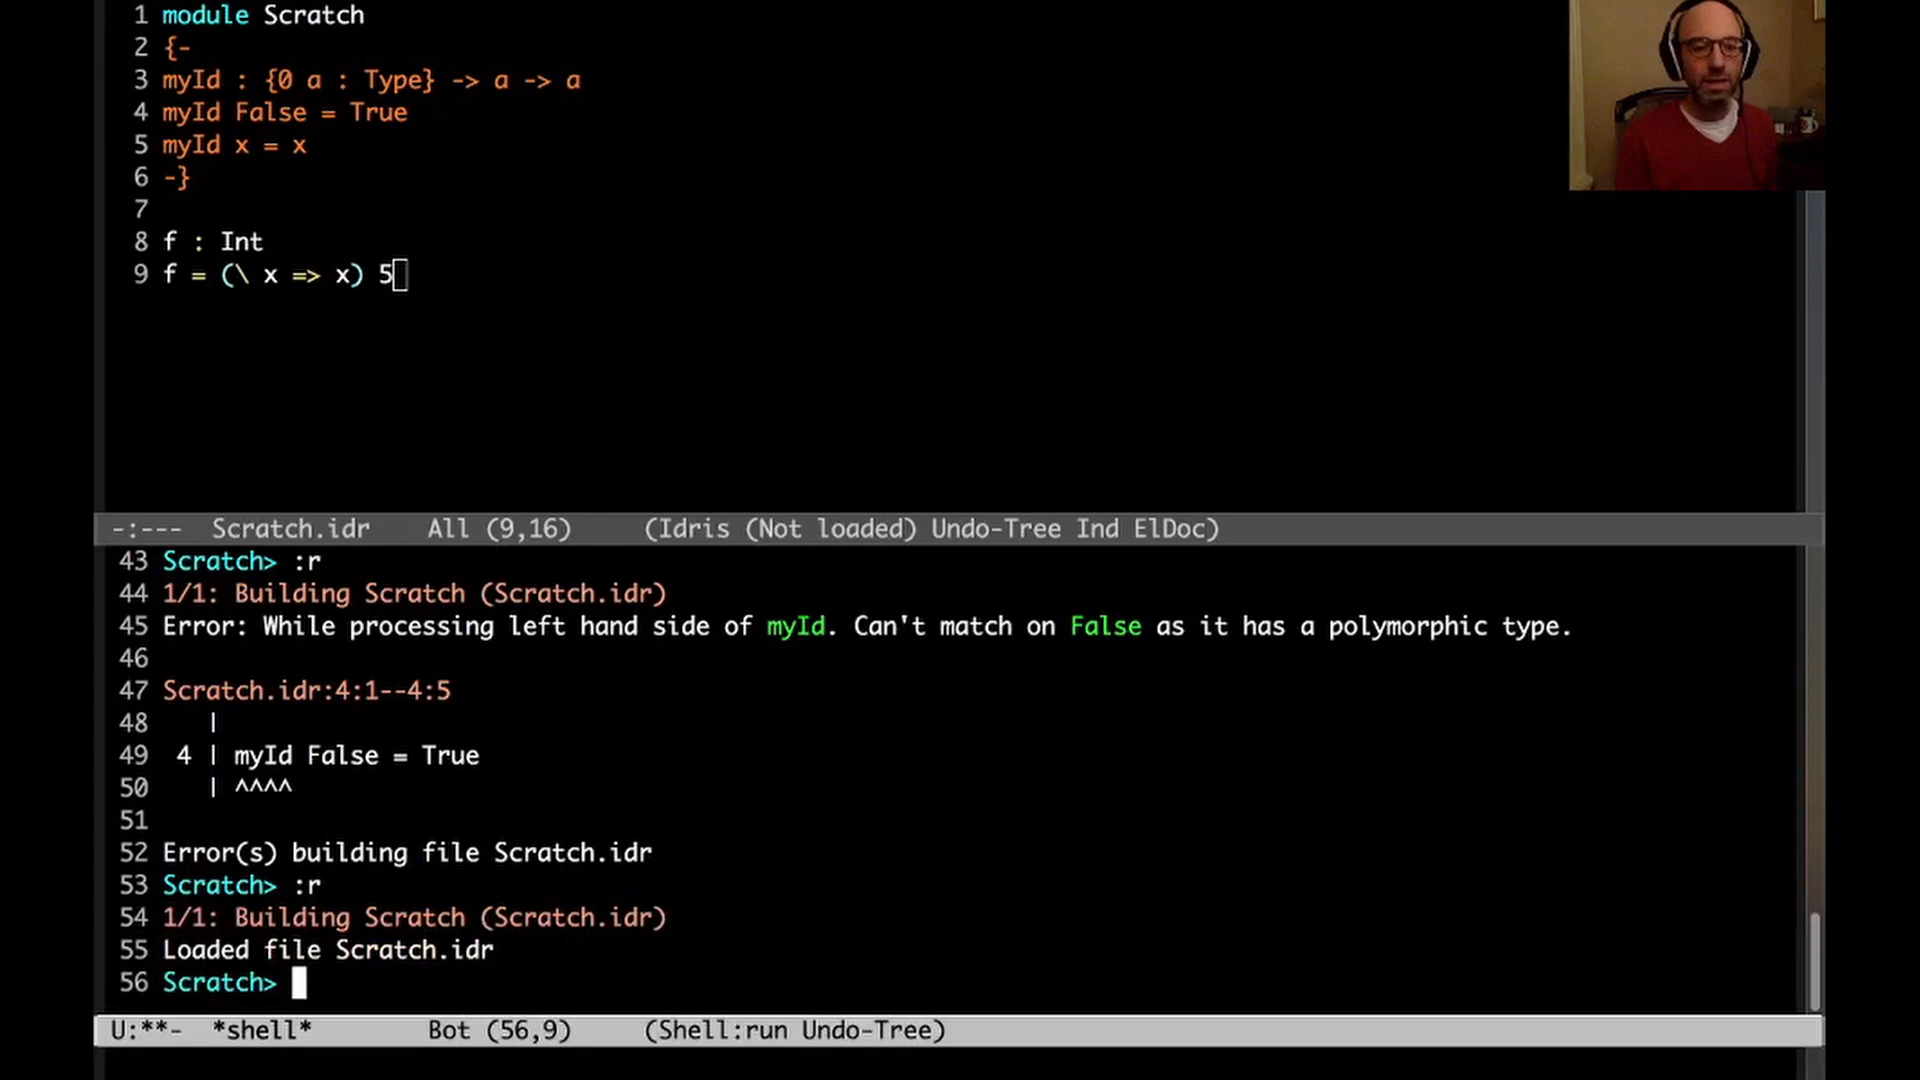 1 module Scratch
2 {-
3 myId : {0 a : Type} -> a -> a
4 myId False = True
5 myId x = x
6 -}
7
8 f : Int
9 f = (\ x => x) 5
-:---  Scratch.idr    All (9,16)     (Idris (Not loaded) Undo-Tree Ind ElDoc)
43 Scratch> :r
44 1/1: Building Scratch (Scratch.idr)
45 Error: While processing left hand side of myId. Can't match on False as it has a polymorphic type.
46
47 Scratch.idr:4:1--4:5
48    |
49  4 | myId False = True
50    | ^^^^
51
52 Error(s) building file Scratch.idr
53 Scratch> :r
54 1/1: Building Scratch (Scratch.idr)
55 Loaded file Scratch.idr
56 Scratch>
U:**-  *shell*        Bot (56,9)     (Shell:run Undo-Tree)